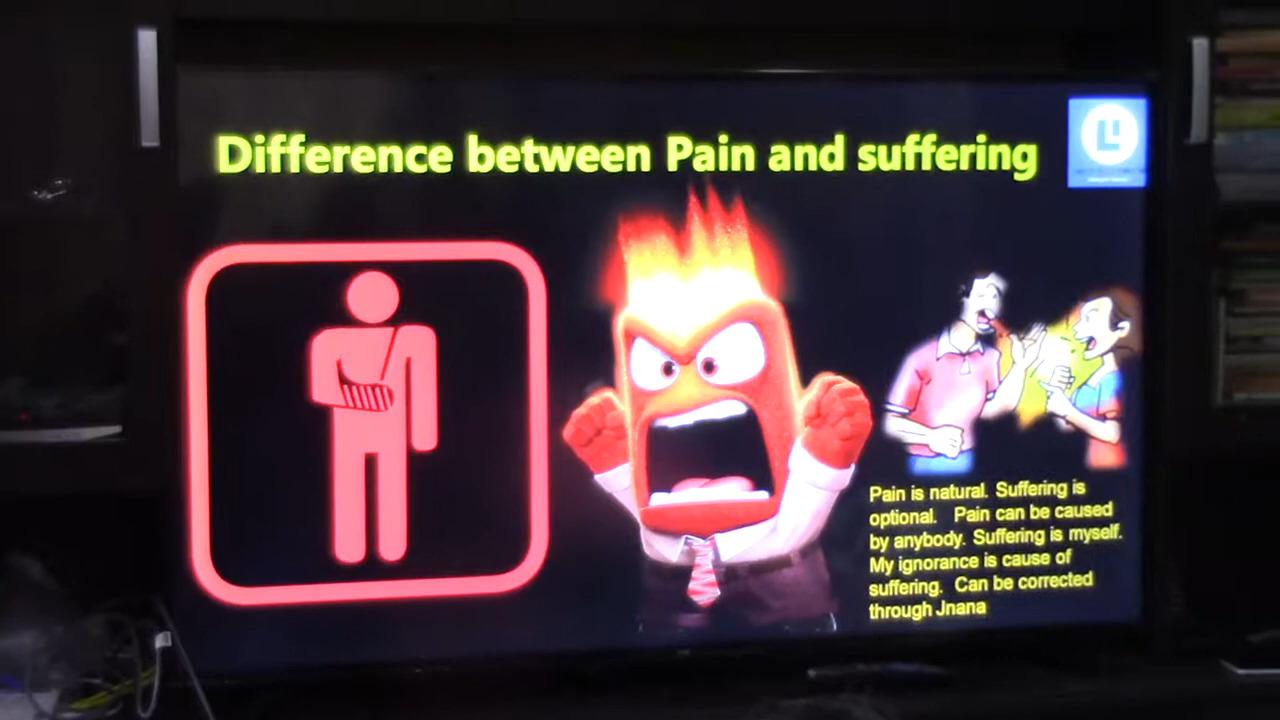 Difference between Pain and suffering
Pain is natural. Suffering is
optional. Pain can be caused
by anybody. Suffering is myself.
My ignorance is cause of
suffering. Can be corrected
through Jnana